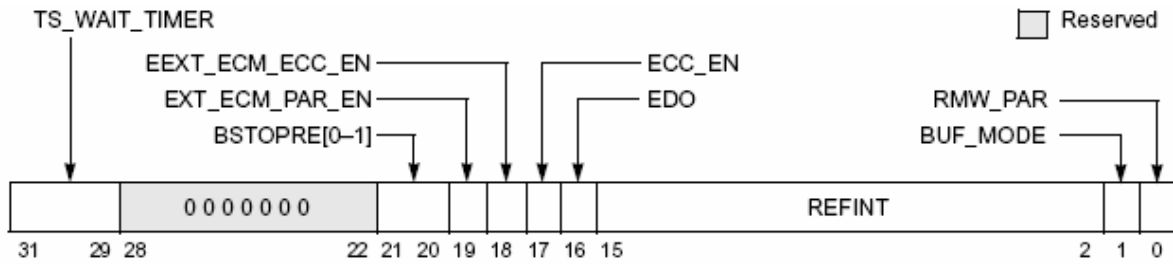 TS_WAIT_TIMER Reserved
EEXT_ECM_ECC_EN ECC_EN
EXT_ECM_PAR_EN EDO RMW_PAR
BSTOPRE[0–1] BUF_MODE
0 0 0 0 0 0 0 REFINT
31 29 28 22 21 20 19 18 17 16 15 2 1 0